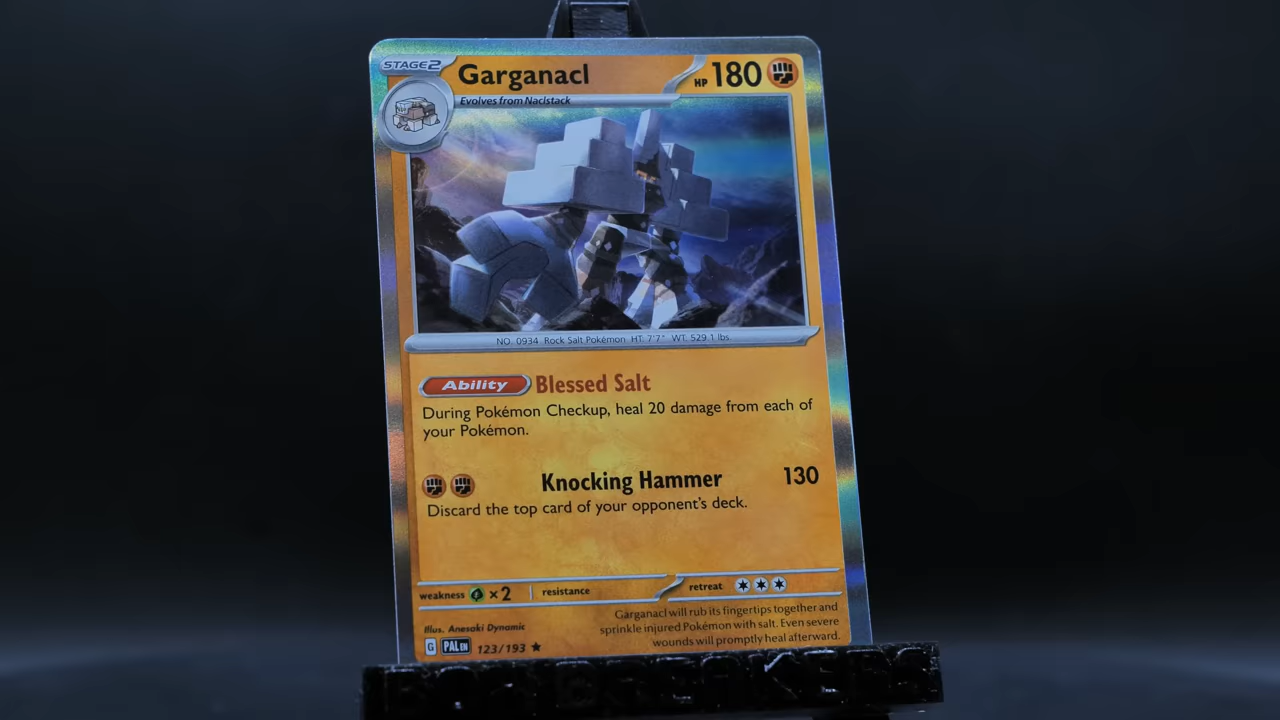 STAGE2
Garganacl
HP 180
Evolves from Naclstack
NO. 0934 Rock Salt Pokémon HT: 7'7" WT: 529.1 lbs.
Ability Blessed Salt
During Pokémon Checkup, heal 20 damage from each of
your Pokémon.
Knocking Hammer 130
Discard the top card of your opponent's deck.
weakness ×2 resistance retreat
Garganacl will rub its fingertips together and
sprinkle injured Pokémon with salt. Even severe
wounds will promptly heal afterward.
Illus. Anesaki Dynamic
G PAL EN 123/193